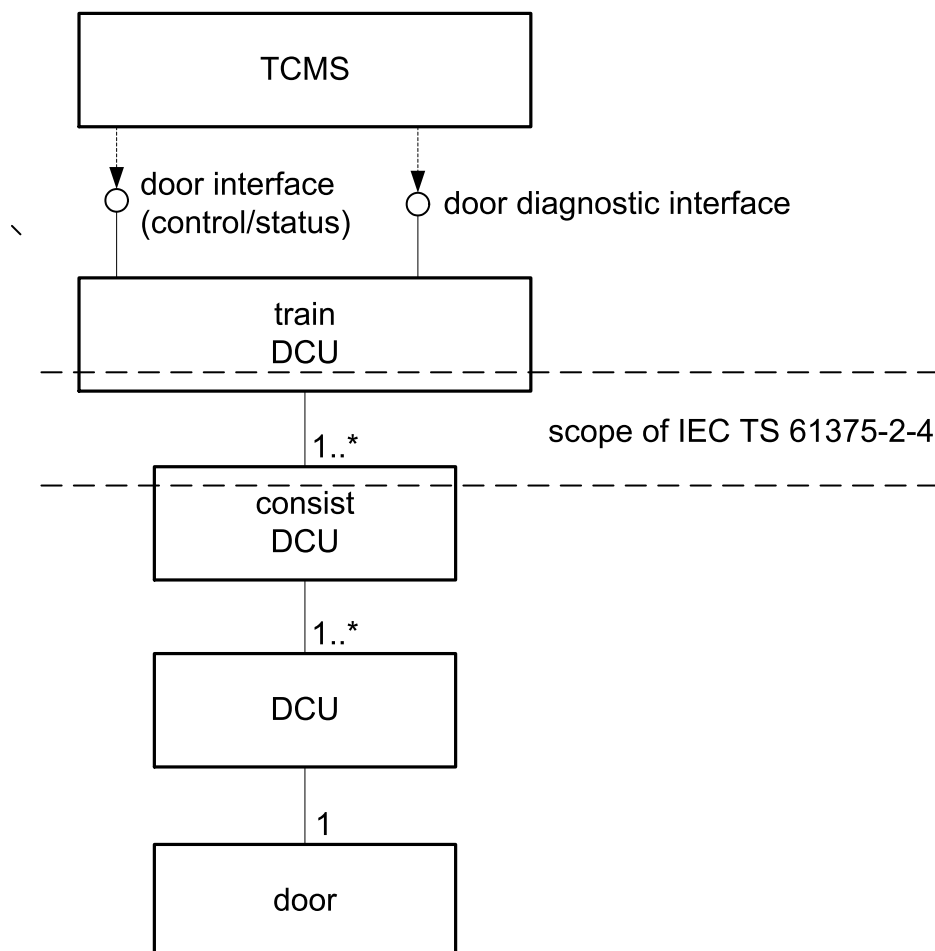 TCMS
door interface
(control/status)
door diagnostic interface
train
DCU
scope of IEC TS 61375-2-4
1..*
consist
DCU
1..*
DCU
1
door